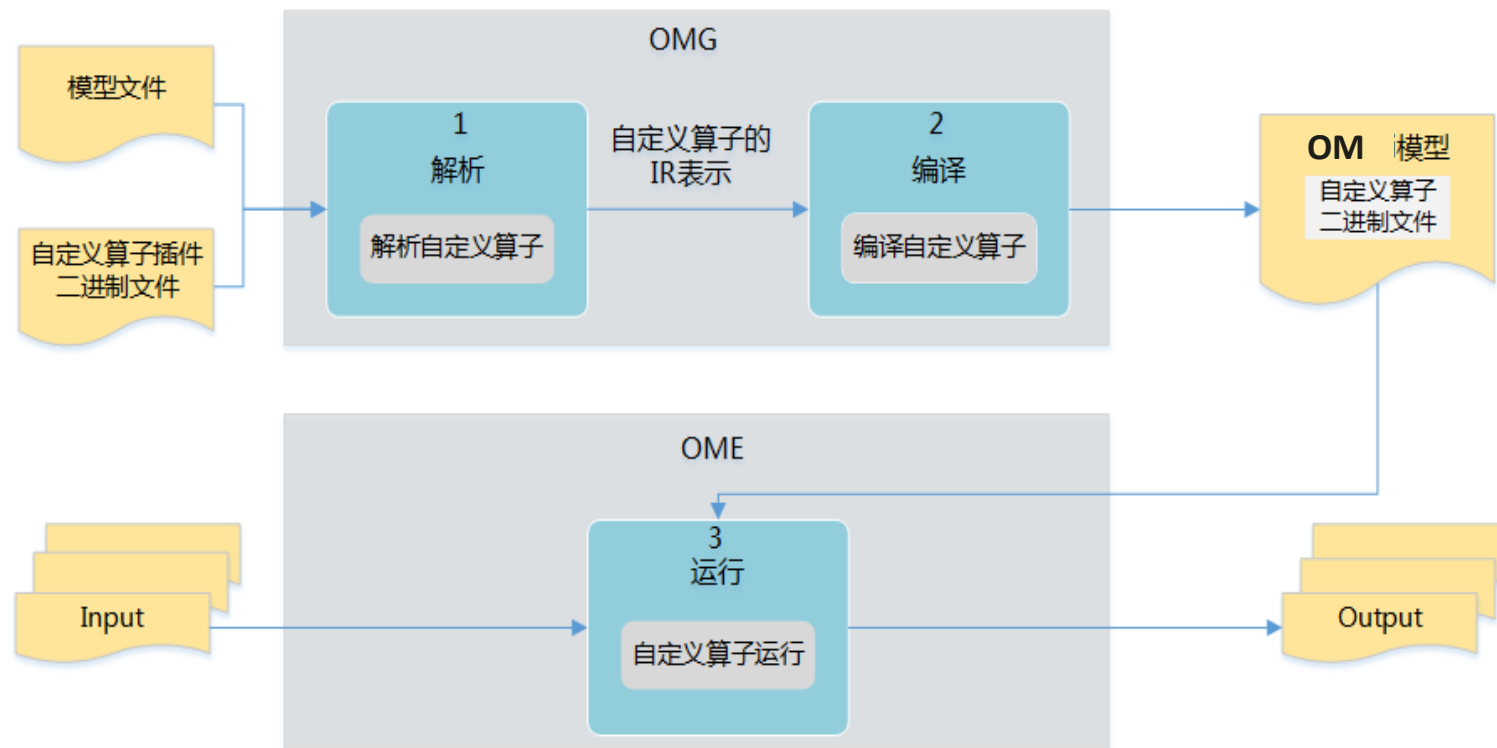 OMG
模型文件
自定义算子插件
二进制文件
1
解析
解析自定义算子
自定义算子的
IR表示
2
编译
编译自定义算子
OM 模型
自定义算子
二进制文件
OME
Input
3
运行
自定义算子运行
Output